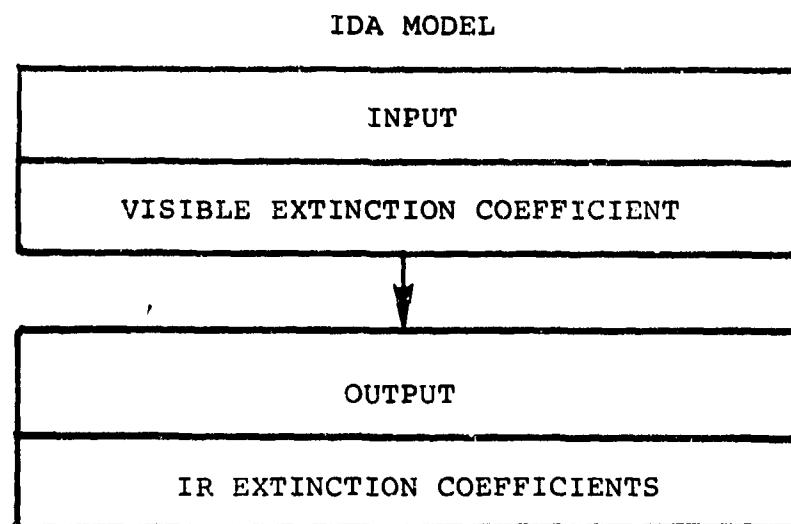 IDA MODEL
INPUT
VISIBLE EXTINCTION COEFFICIENT
OUTPUT
IR EXTINCTION COEFFICIENTS